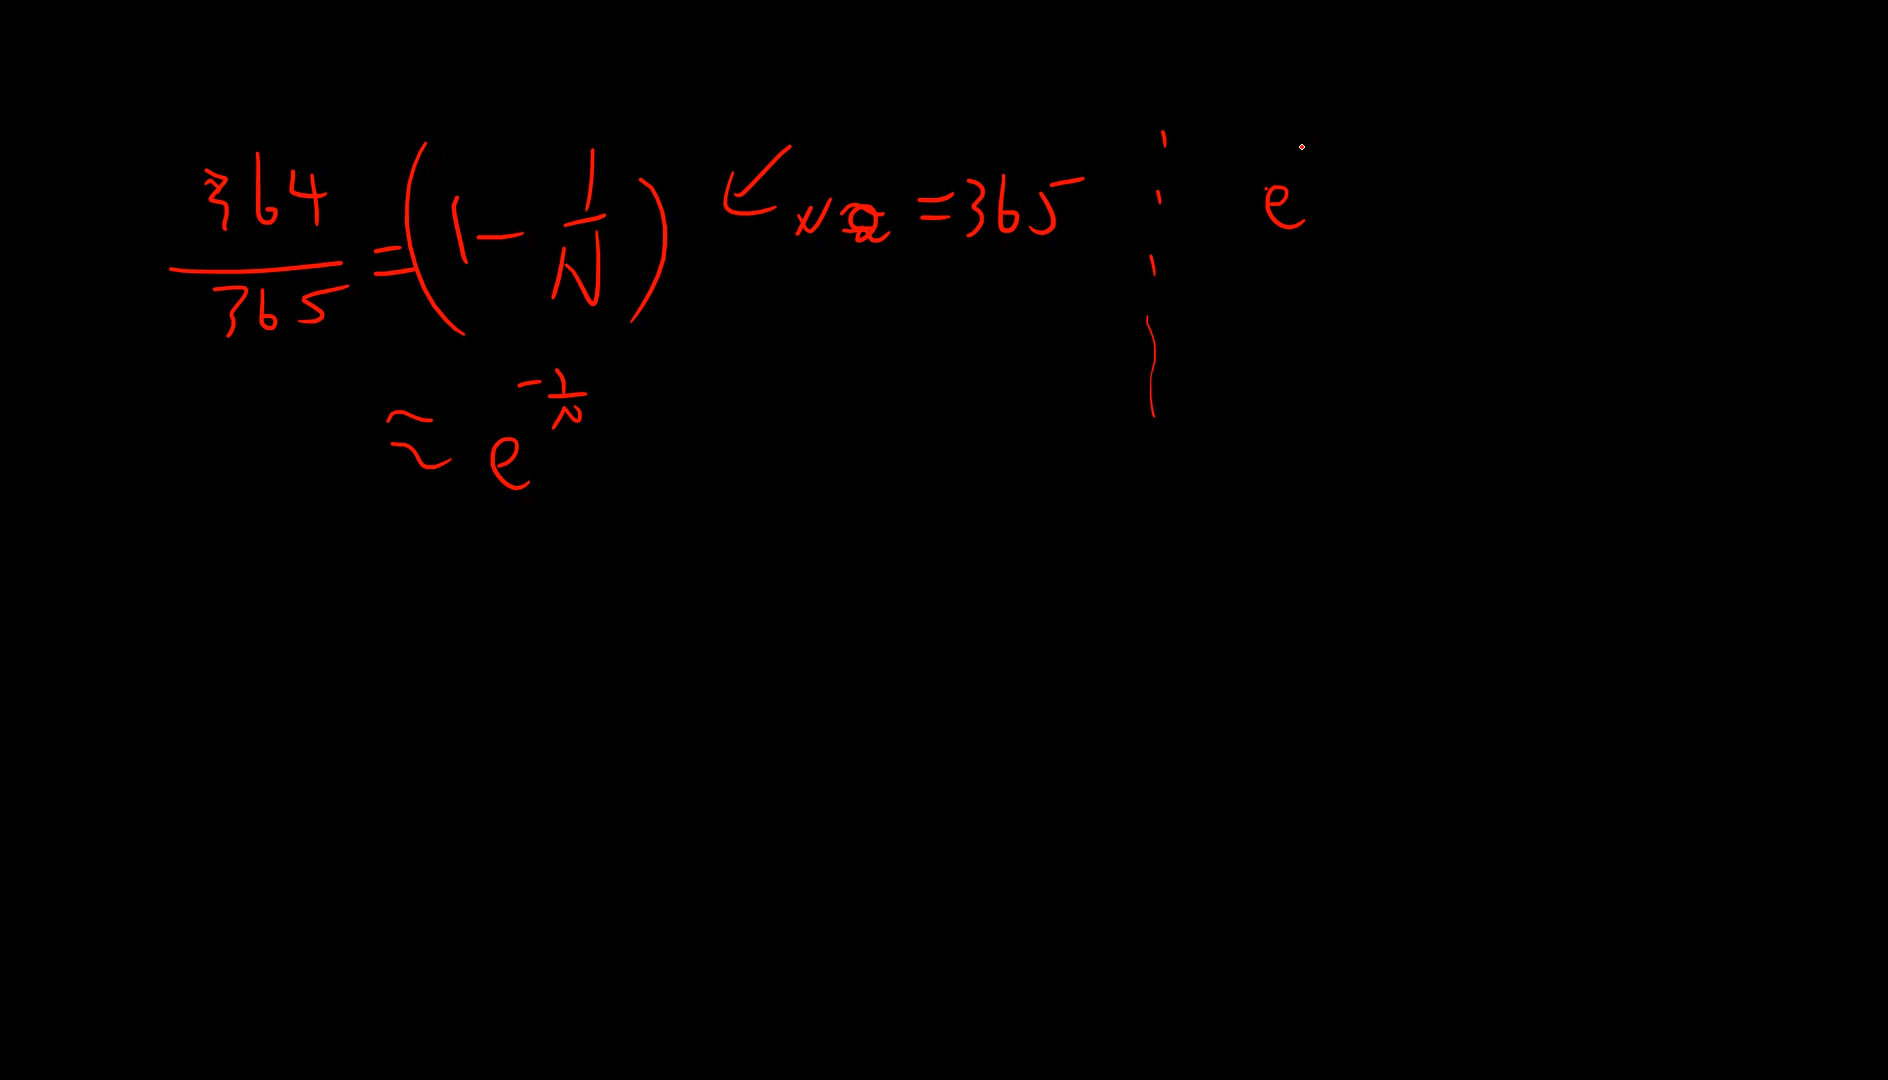 364/365 = (1 - 1/N) ↙ N = 365
≈ e^(-1/N)
e